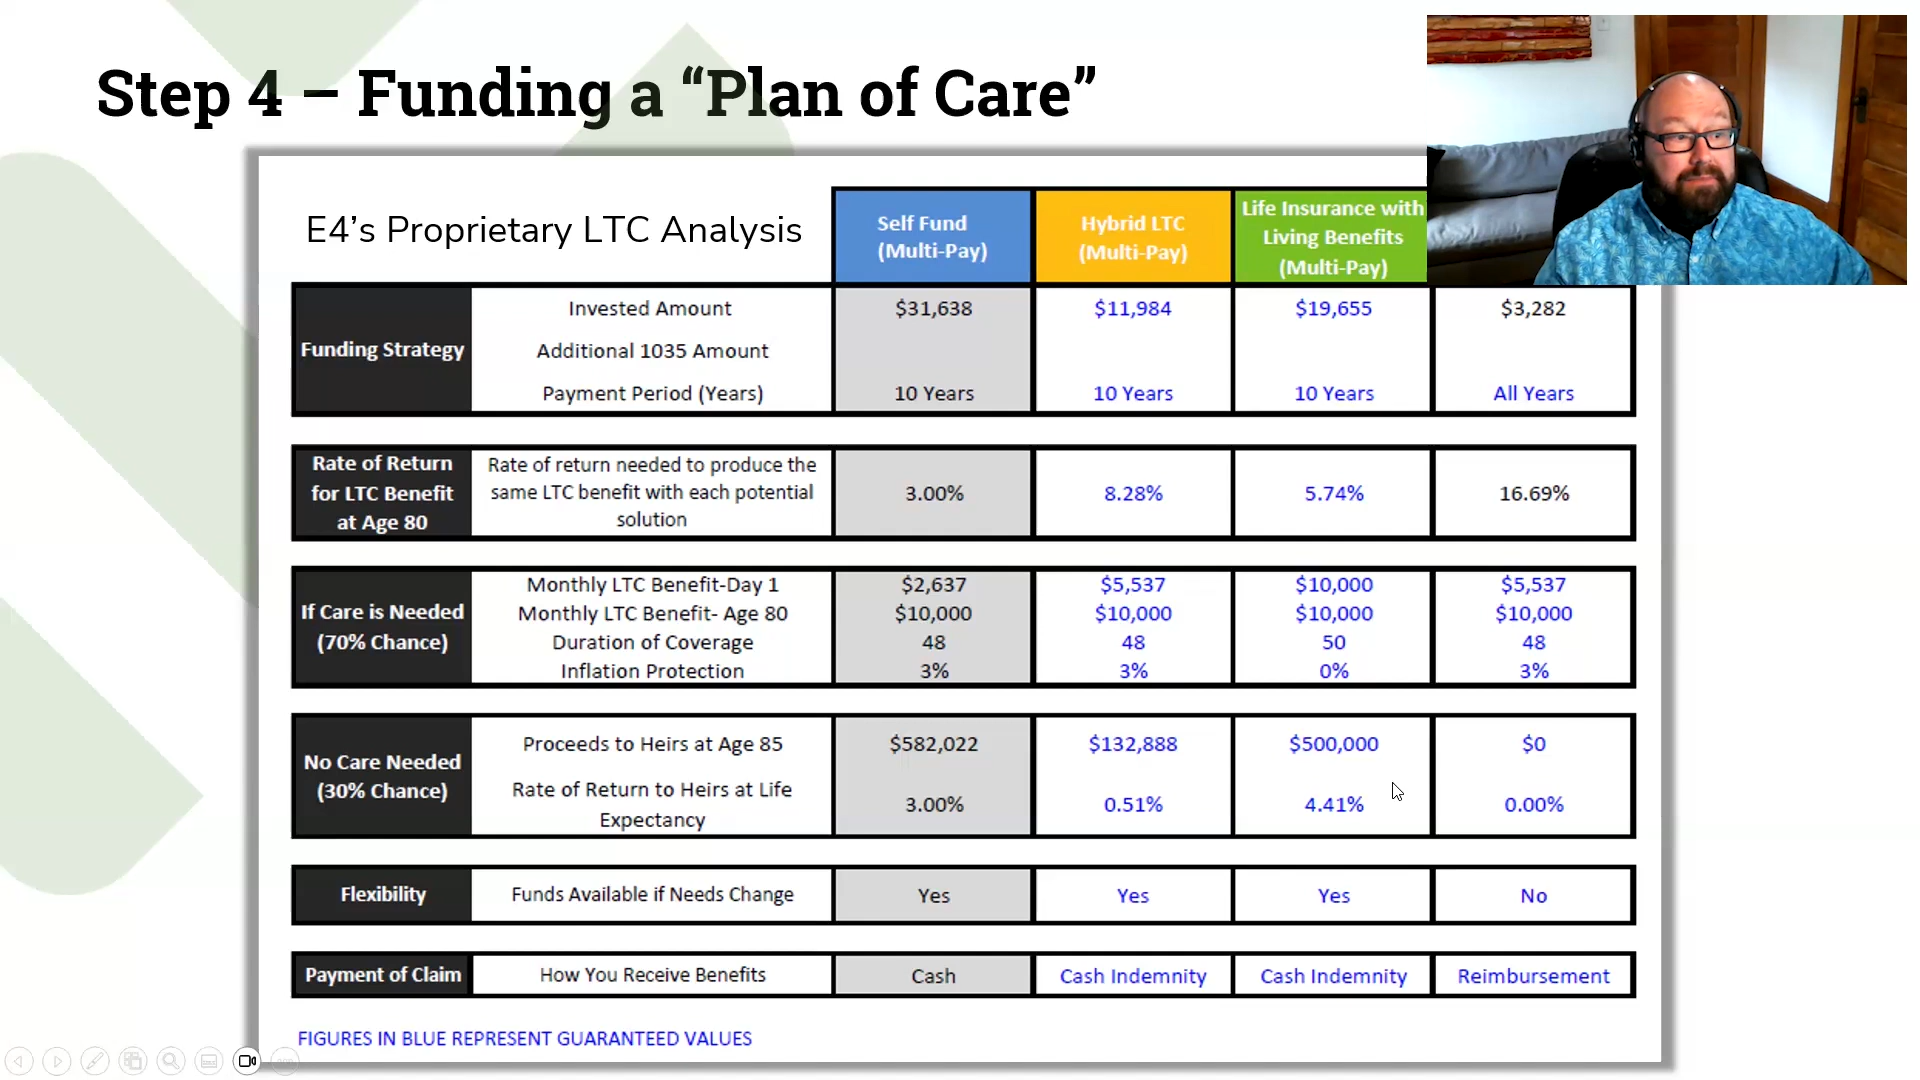 Step 4 – Funding a “Plan of Care”
E4’s Proprietary LTC Analysis
Self Fund
(Multi-Pay)
Hybrid LTC
(Multi-Pay)
Life Insurance with
Living Benefits
(Multi-Pay)
Funding Strategy
Invested Amount
$31,638
$11,984
$19,655
$3,282
Additional 1035 Amount
Payment Period (Years)
10 Years
10 Years
10 Years
All Years
Rate of Return
for LTC Benefit
at Age 80
Rate of return needed to produce the
same LTC benefit with each potential
solution
3.00%
8.28%
5.74%
16.69%
If Care is Needed
(70% Chance)
Monthly LTC Benefit-Day 1
$2,637
$5,537
$10,000
$5,537
Monthly LTC Benefit- Age 80
$10,000
$10,000
$10,000
$10,000
Duration of Coverage
48
48
50
48
Inflation Protection
3%
3%
0%
3%
No Care Needed
(30% Chance)
Proceeds to Heirs at Age 85
$582,022
$132,888
$500,000
$0
Rate of Return to Heirs at Life
Expectancy
3.00%
0.51%
4.41%
0.00%
Flexibility
Funds Available if Needs Change
Yes
Yes
Yes
No
Payment of Claim
How You Receive Benefits
Cash
Cash Indemnity
Cash Indemnity
Reimbursement
FIGURES IN BLUE REPRESENT GUARANTEED VALUES